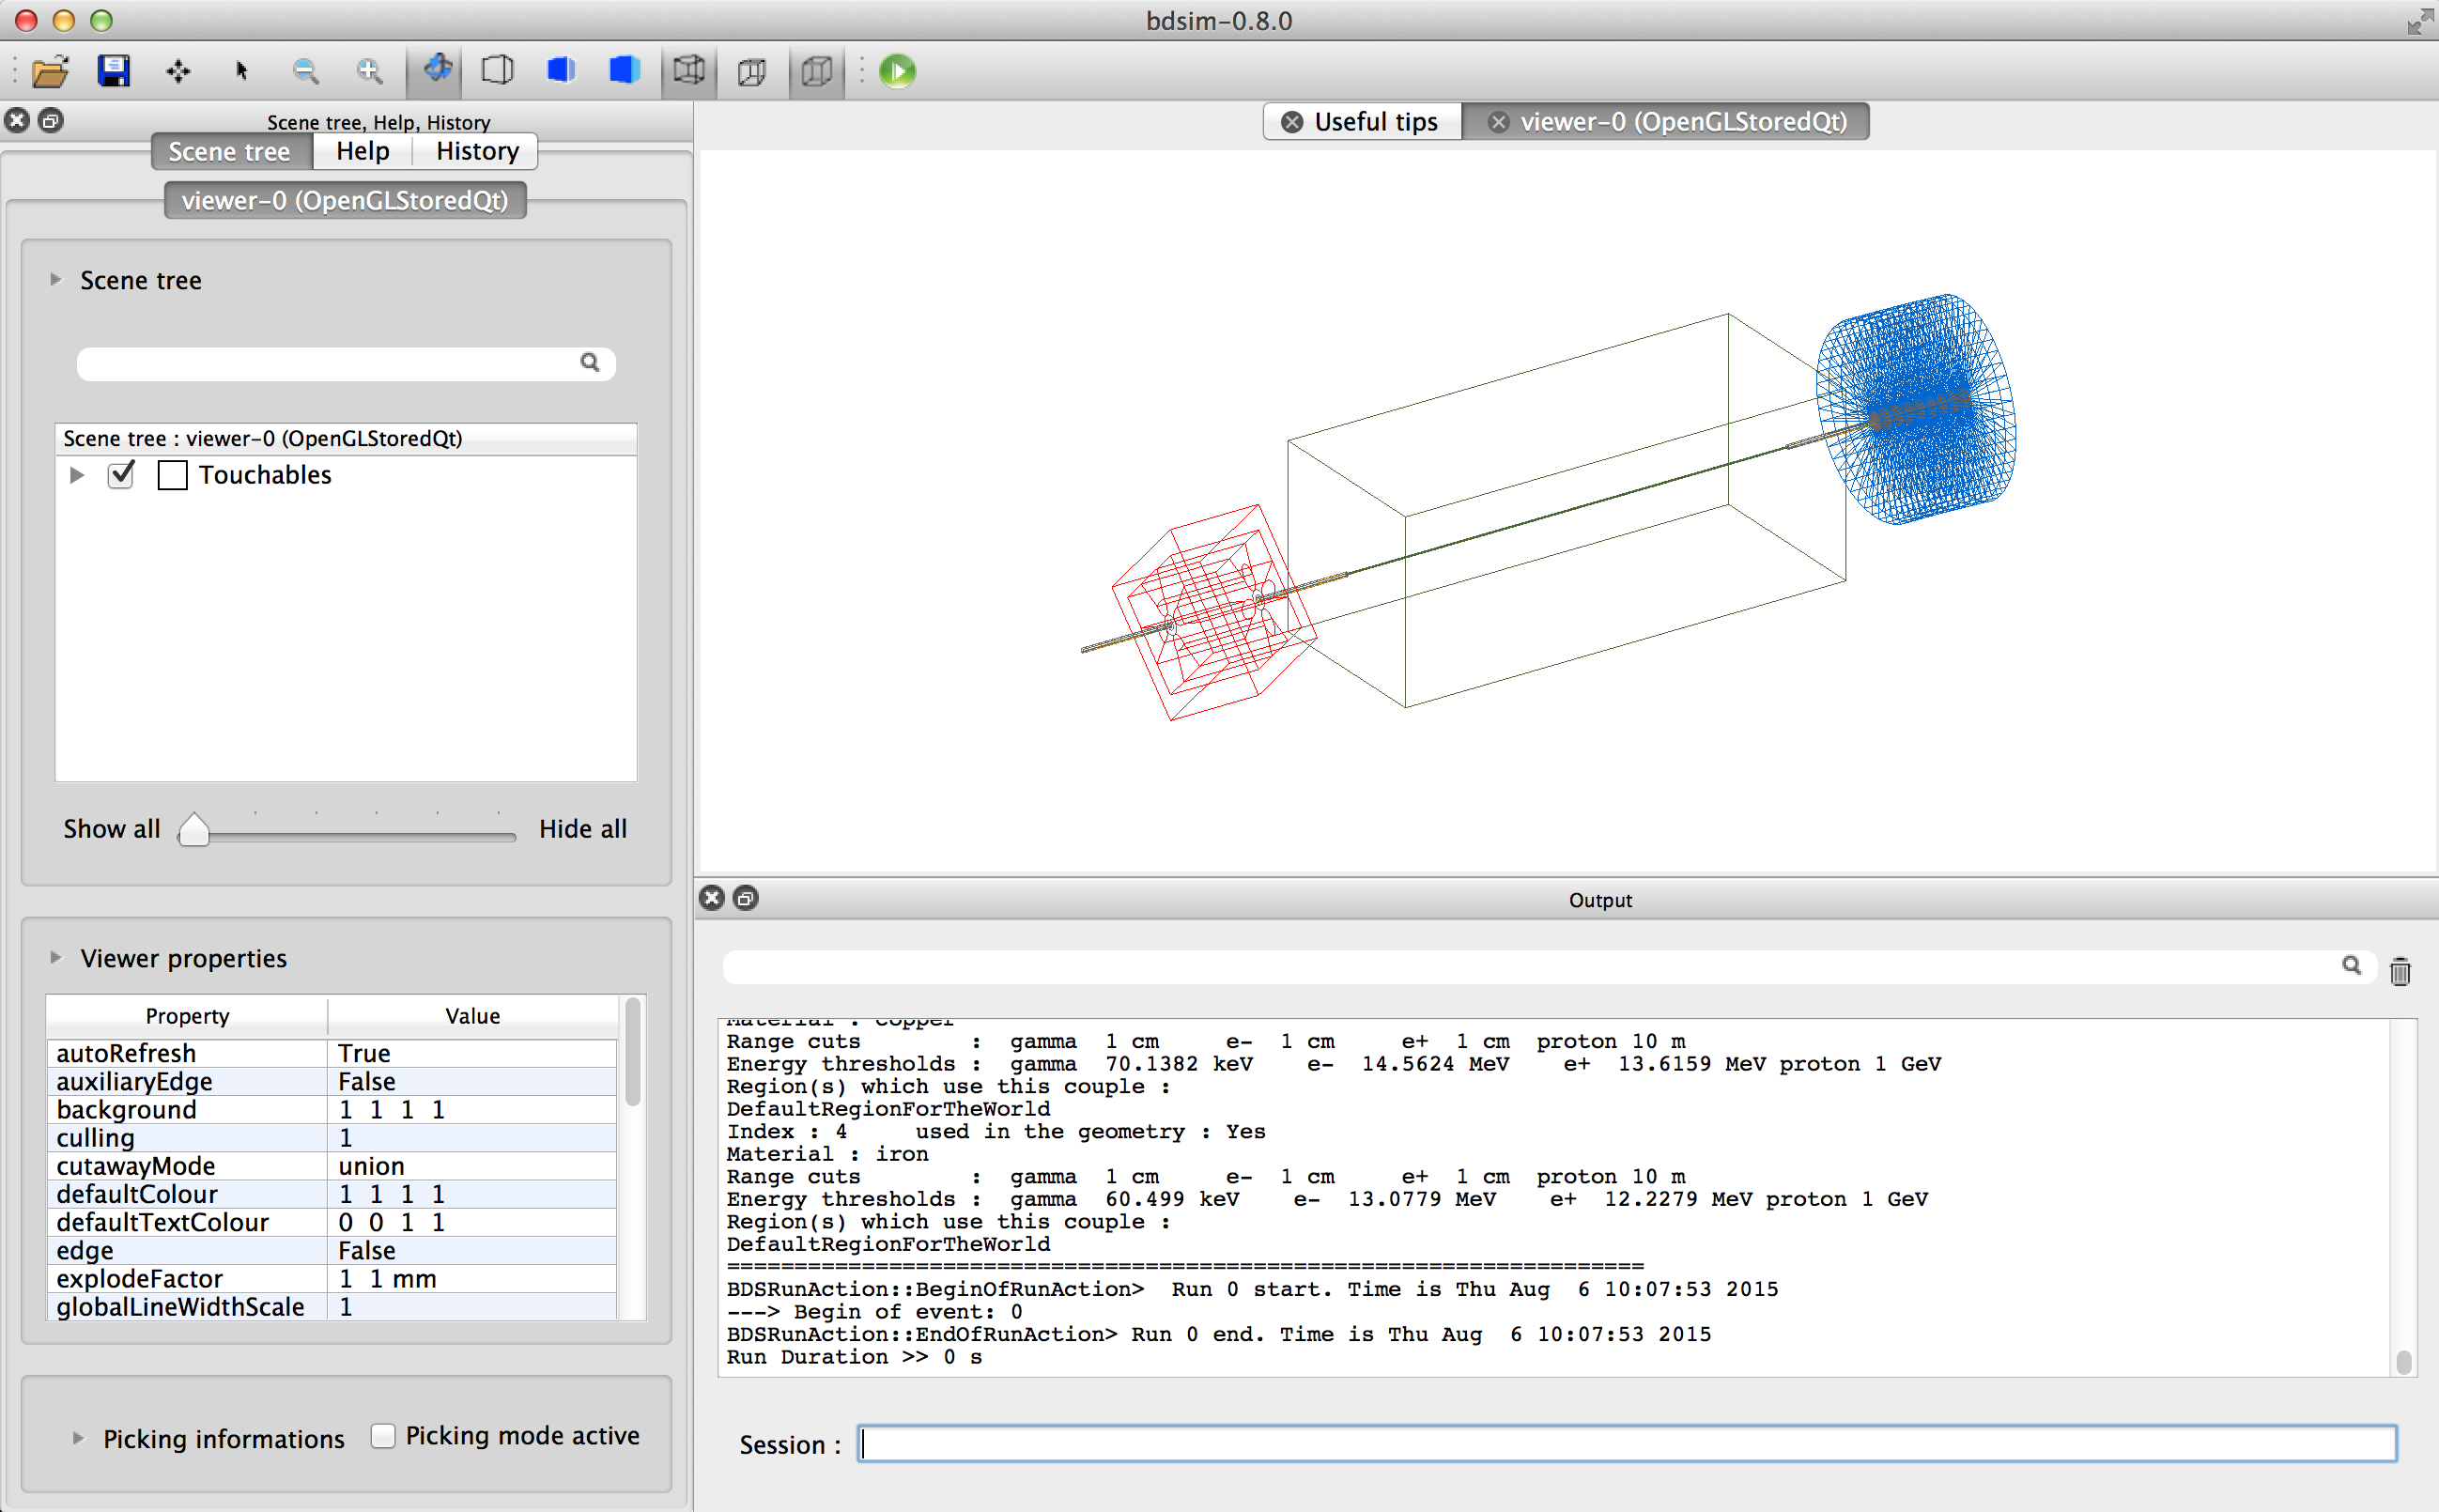 bdsim-0.8.0
Scene tree, Help, History
Scene tree Help History
viewer-0 (OpenGLStoredQt)
Scene tree
Scene tree : viewer-0 (OpenGLStoredQt)
Touchables
Show all Hide all
Viewer properties
Property Value
autoRefresh True
auxiliaryEdge False
background 1 1 1 1
culling 1
cutawayMode union
defaultColour 1 1 1 1
defaultTextColour 0 0 1 1
edge False
explodeFactor 1 1 mm
globalLineWidthScale 1
Picking informations Picking mode active
Useful tips viewer-0 (OpenGLStoredQt)
Output
Material : copper
Range cuts : gamma 1 cm e- 1 cm e+ 1 cm proton 10 m
Energy thresholds : gamma 70.1382 keV e- 14.5624 MeV e+ 13.6159 MeV proton 1 GeV
Region(s) which use this couple :
DefaultRegionForTheWorld
Index : 4 used in the geometry : Yes
Material : iron
Range cuts : gamma 1 cm e- 1 cm e+ 1 cm proton 10 m
Energy thresholds : gamma 60.499 keV e- 13.0779 MeV e+ 12.2279 MeV proton 1 GeV
Region(s) which use this couple :
DefaultRegionForTheWorld
====================================================================
BDSRunAction::BeginOfRunAction> Run 0 start. Time is Thu Aug 6 10:07:53 2015
---> Begin of event: 0
BDSRunAction::EndOfRunAction> Run 0 end. Time is Thu Aug 6 10:07:53 2015
Run Duration >> 0 s
Session :